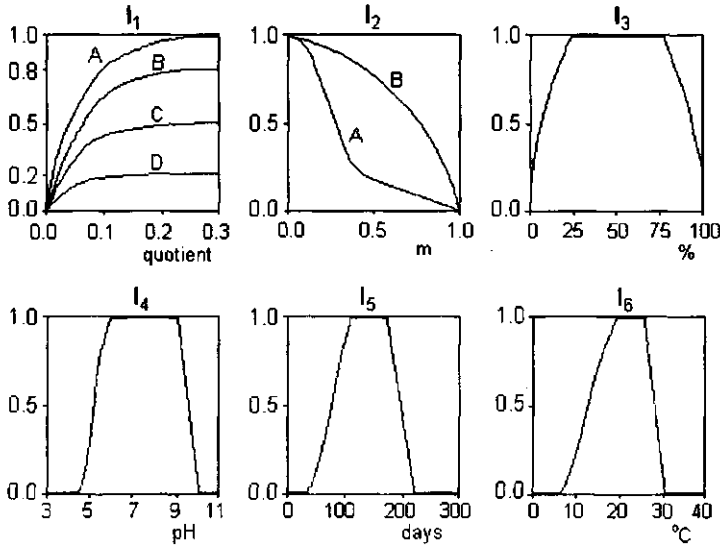 I1 I2 I3
1.0 1.0 1.0
A
B
0.8
B
C
0.5 0.5 0.5
A
D
0.2
0.0 0.0 0.0
0.0 0.1 0.2 0.3 0.0 0.5 1.0 0 25 50 75 100
quotient m %
I4 I5 I6
1.0 1.0 1.0
0.5 0.5 0.5
0.0 0.0 0.0
3 5 7 9 11 0 100 200 300 0 10 20 30 40
pH days °C